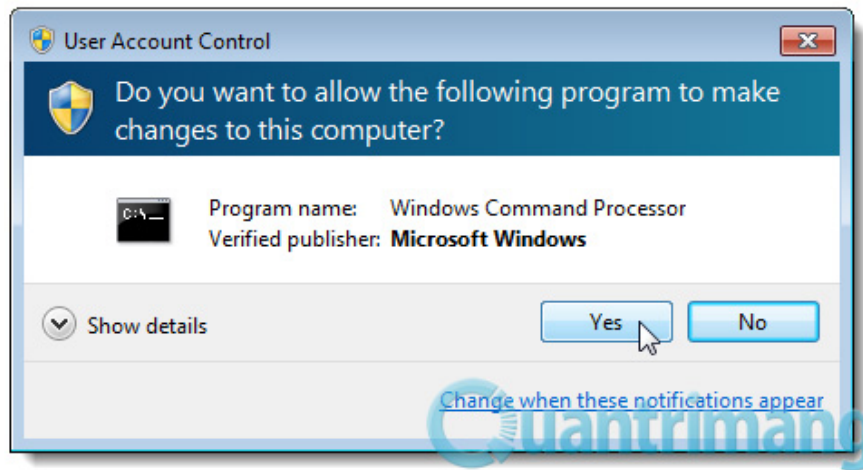 User Account Control
Do you want to allow the following program to make
changes to this computer?
C:\_
Program name: Windows Command Processor
Verified publisher: Microsoft Windows
Show details
Yes No
Change when these notifications appear
Quantrimang